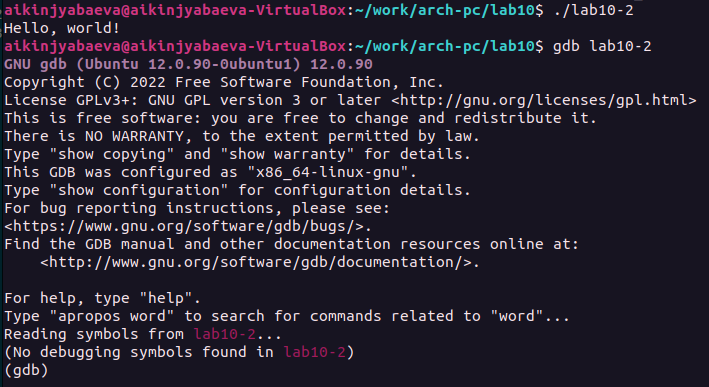 aikinjyabaeva@aikinjyabaeva-VirtualBox:~/work/arch-pc/lab10$ ./lab10-2
Hello, world!
aikinjyabaeva@aikinjyabaeva-VirtualBox:~/work/arch-pc/lab10$ gdb lab10-2
GNU gdb (Ubuntu 12.0.90-0ubuntu1) 12.0.90
Copyright (C) 2022 Free Software Foundation, Inc.
License GPLv3+: GNU GPL version 3 or later <http://gnu.org/licenses/gpl.html>
This is free software: you are free to change and redistribute it.
There is NO WARRANTY, to the extent permitted by law.
Type "show copying" and "show warranty" for details.
This GDB was configured as "x86_64-linux-gnu".
Type "show configuration" for configuration details.
For bug reporting instructions, please see:
<https://www.gnu.org/software/gdb/bugs/>.
Find the GDB manual and other documentation resources online at:
    <http://www.gnu.org/software/gdb/documentation/>.

For help, type "help".
Type "apropos word" to search for commands related to "word"...
Reading symbols from lab10-2...
(No debugging symbols found in lab10-2)
(gdb)